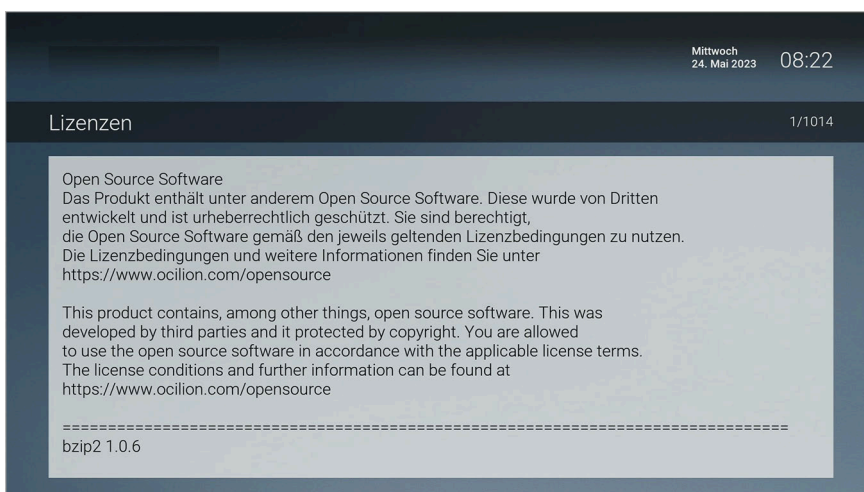 Mittwoch
24. Mai 2023
08:22
Lizenzen
1/1014
Open Source Software
Das Produkt enthält unter anderem Open Source Software. Diese wurde von Dritten
entwickelt und ist urheberrechtlich geschützt. Sie sind berechtigt,
die Open Source Software gemäß den jeweils geltenden Lizenzbedingungen zu nutzen.
Die Lizenzbedingungen und weitere Informationen finden Sie unter
https://www.ocilion.com/opensource
This product contains, among other things, open source software. This was
developed by third parties and it protected by copyright. You are allowed
to use the open source software in accordance with the applicable license terms.
The license conditions and further information can be found at
https://www.ocilion.com/opensource
================================================================================
bzip2 1.0.6